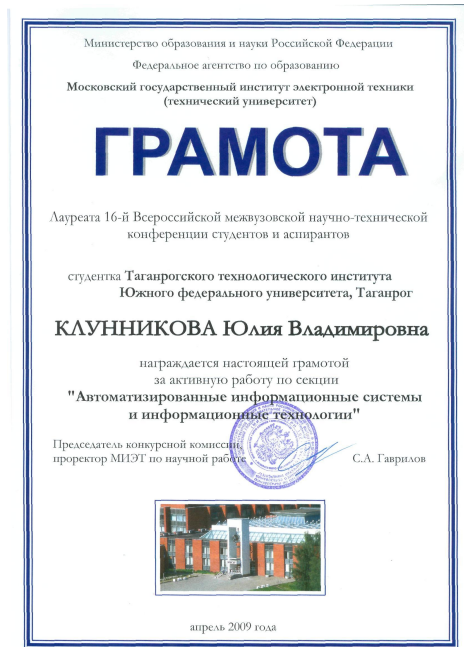 Министерство образования и науки Российской Федерации
Федеральное агентство по образованию
Московский государственный институт электронной техники
(технический университет)
ГРАМОТА
Лауреата 16-й Всероссийской межвузовской научно-технической
конференции студентов и аспирантов
студентка Таганрогского технологического института
Южного федерального университета, Таганрог
КЛУННИКОВА Юлия Владимировна
награждается настоящей грамотой
за активную работу по секции
"Автоматизированные информационные системы
и информационные технологии"
Председатель конкурсной комиссии,
проректор МИЭТ по научной работе С.А. Гаврилов
апрель 2009 года